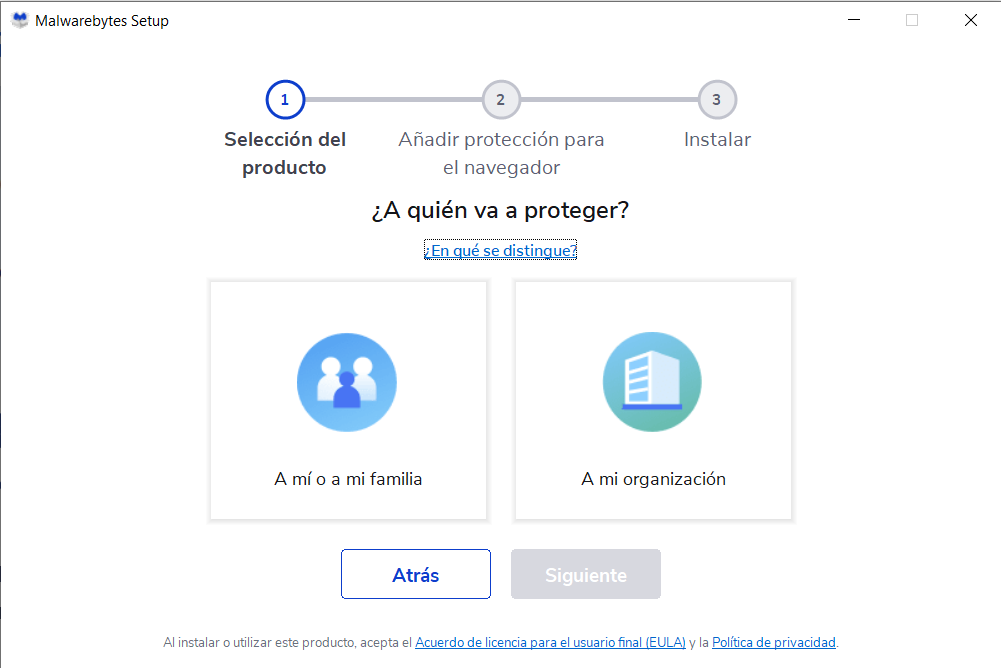 Malwarebytes Setup
1
2
3
Selección del
producto
Añadir protección para
el navegador
Instalar
¿A quién va a proteger?
¿En qué se distingue?
A mí o a mi familia
A mi organización
Atrás
Siguiente
Al instalar o utilizar este producto, acepta el Acuerdo de licencia para el usuario final (EULA) y la Política de privacidad.